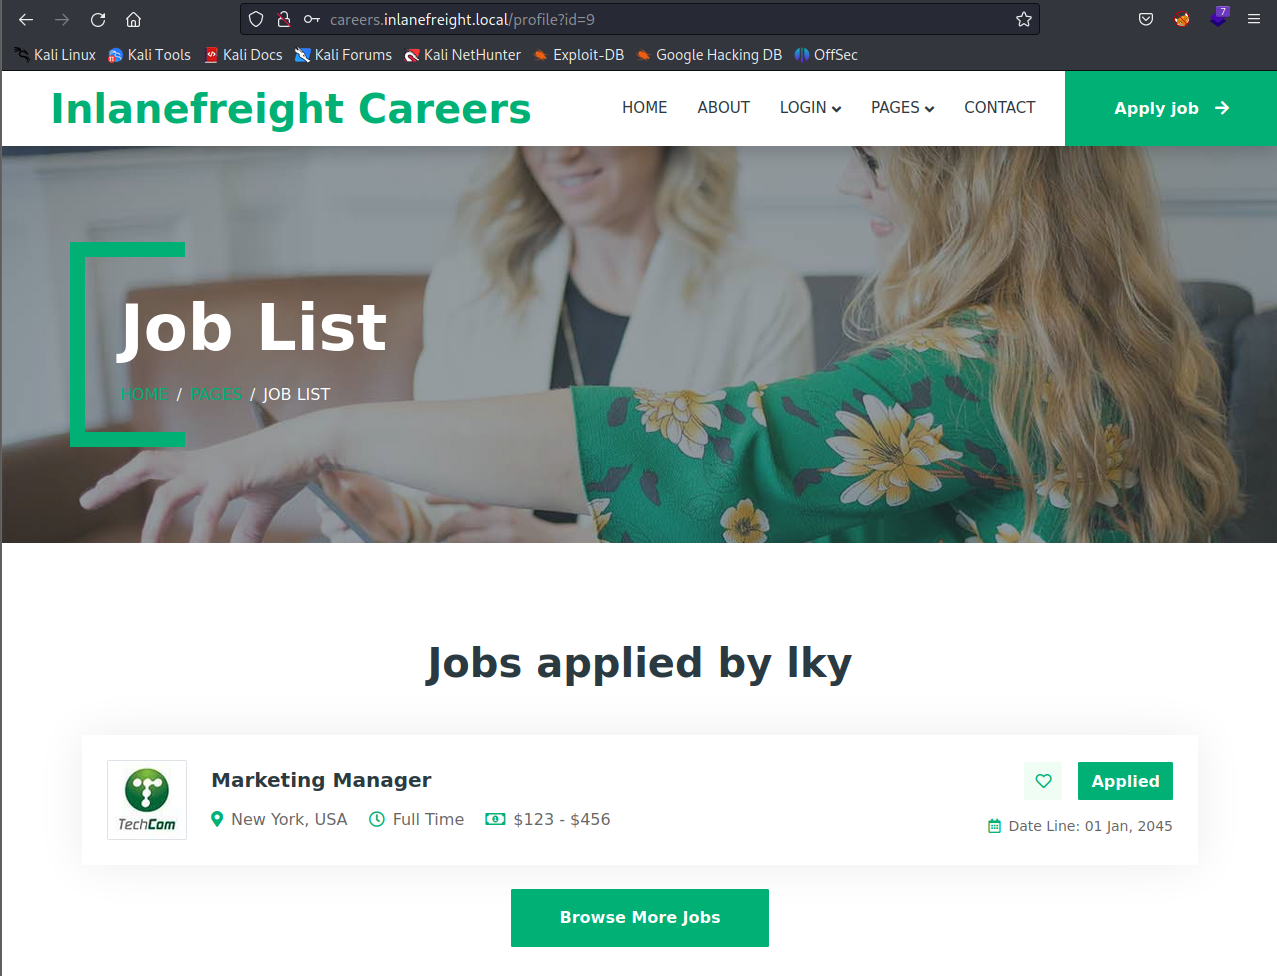 careers.inlanefreight.local/profile?id=9
7
Kali Linux Kali Tools Kali Docs Kali Forums Kali NetHunter Exploit-DB Google Hacking DB OffSec
Inlanefreight Careers HOME ABOUT LOGIN PAGES CONTACT Apply job
Job List
HOME / PAGES / JOB LIST
Jobs applied by lky
TechCom
Marketing Manager
Applied
New York, USA Full Time $123 - $456
Date Line: 01 Jan, 2045
Browse More Jobs